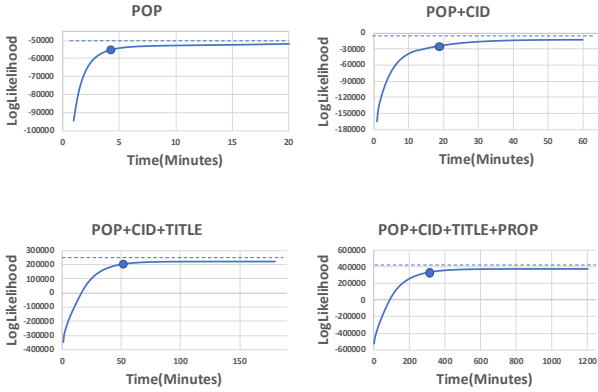 POP
LogLikelihood
-50000
-60000
-70000
-80000
-90000
-100000
0 5 10 15 20
Time(Minutes)
POP+CID
LogLikelihood
0
-30000
-60000
-90000
-120000
-150000
-180000
0 10 20 30 40 50 60
Time(Minutes)
POP+CID+TITLE
LogLikelihood
300000
200000
100000
0
-100000
-200000
-300000
-400000
0 50 100 150
Time(Minutes)
POP+CID+TITLE+PROP
LogLikelihood
600000
400000
200000
0
-200000
-400000
-600000
0 200 400 600 800 1000 1200
Time(Minutes)